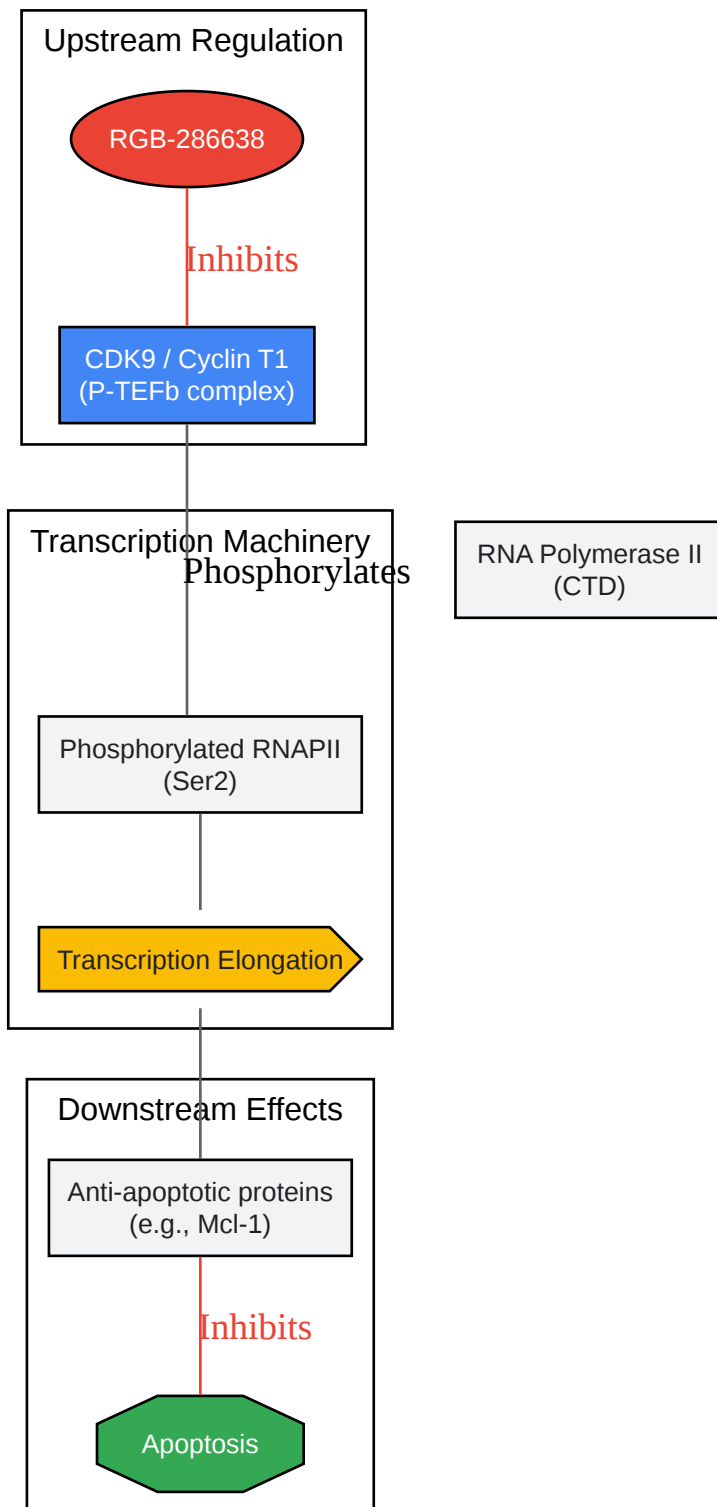 Upstream Regulation
RGB-286638
Inhibits
CDK9 / Cyclin T1
(P-TEFb complex)
Transcription Machinery
Phosphorylates
RNA Polymerase II
(CTD)
Phosphorylated RNAPII
(Ser2)
Transcription Elongation
Downstream Effects
Anti-apoptotic proteins
(e.g., Mcl-1)
Inhibits
Apoptosis